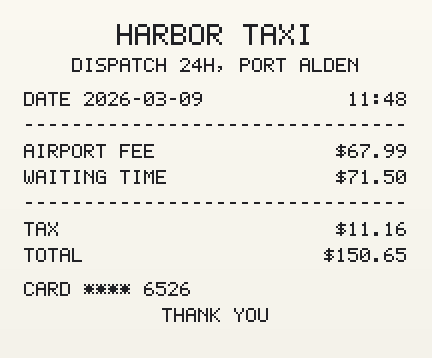 HARBOR TAXI
DISPATCH 24H, PORT ALDEN
DATE 2026-03-09 11:48
--------------------------------
AIRPORT FEE $67.99
WAITING TIME $71.50
--------------------------------
TAX $11.16
TOTAL $150.65
CARD **** 6526
THANK YOU